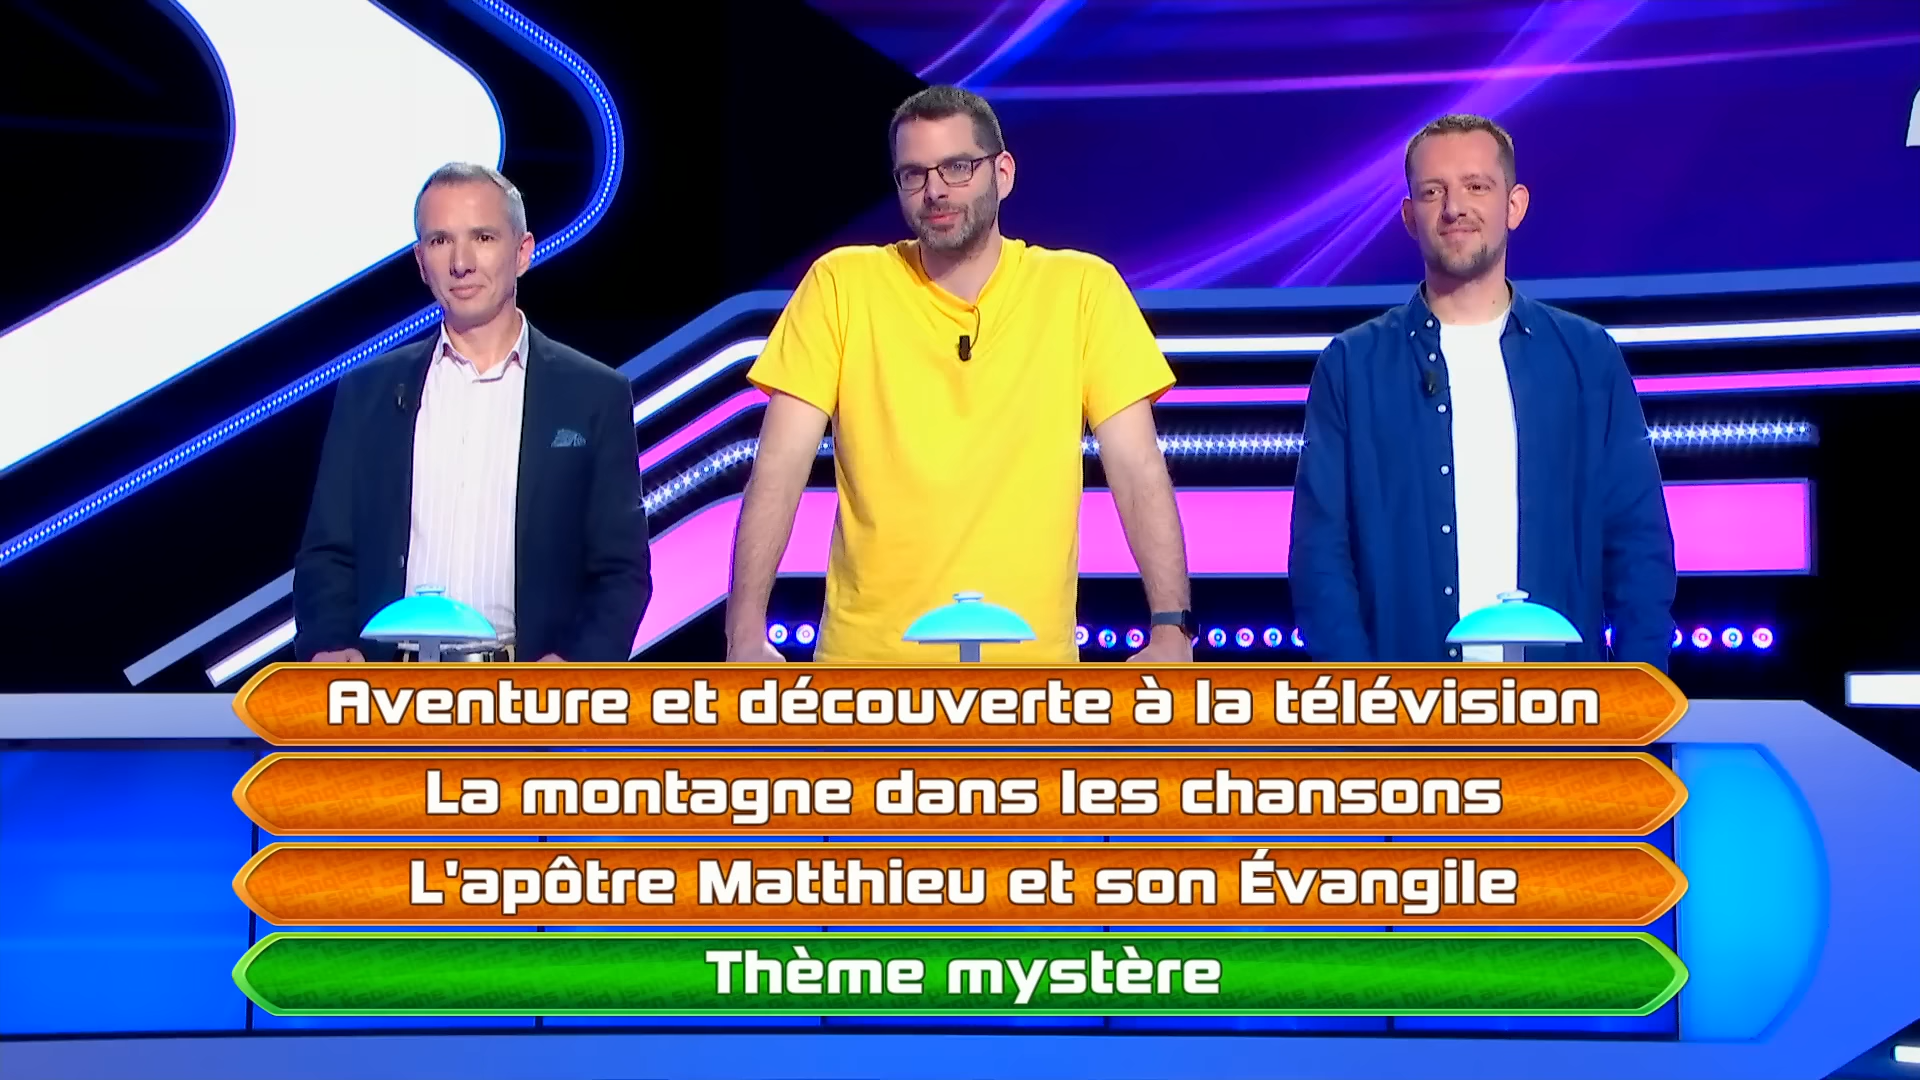 Aventure et découverte à la télévision
La montagne dans les chansons
L'apôtre Matthieu et son Évangile
Thème mystère